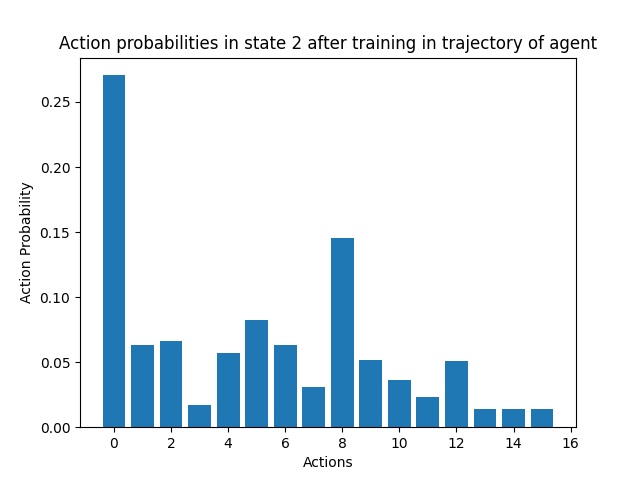 Action probabilities in state 2 after training in trajectory of agent
0.25
0.20
0.15
0.10
0.05
0.00
Action Probability
0 2 4 6 8 10 12 14 16
Actions